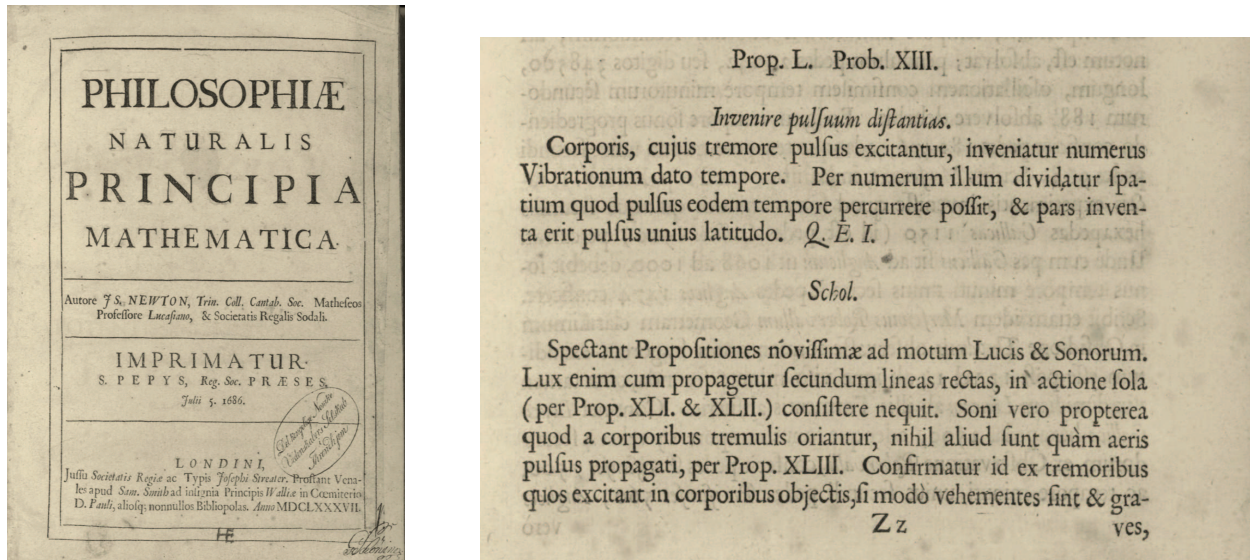 PHILOSOPHIÆ
NATURALIS
PRINCIPIA
MATHEMATICA.
Autore J S. NEWTON, Trin. Coll. Cantab. Soc. Matheseos
Professore Lucasiano, & Societatis Regalis Sodali.
IMPRIMATUR·
S. PEPYS, Reg. Soc. PRÆSES.
Julii 5. 1686.
LONDINI,
Jussu Societatis Regiæ ac Typis Josephi Streater. Prostant Vena-
les apud Sam. Smith ad insignia Principis Walliæ in Cœmiterio
D. Pauli, aliosq; nonnullos Bibliopolas. Anno MDCLXXXVII.
Prop. L. Prob. XIII.
Invenire pulſuum diſtantias.
Corporis, cujus tremore pulſus excitantur, inveniatur numerus
Vibrationum dato tempore. Per numerum illum dividatur ſpa-
tium quod pulſus eodem tempore percurrere poſſit, & pars inven-
ta erit pulſus unius latitudo. Q. E. I.
Schol.
Spectant Propoſitiones noviſſimæ ad motum Lucis & Sonorum.
Lux enim cum propagetur ſecundum lineas rectas, in actione ſola
(per Prop. XLI. & XLII.) conſiſtere nequit. Soni vero propterea
quod a corporibus tremulis oriantur, nihil aliud ſunt quàm aeris
pulſus propagati, per Prop. XLIII. Confirmatur id ex tremoribus
quos excitant in corporibus objectis, ſi modò vehementes ſint & gra-
Zz ves,